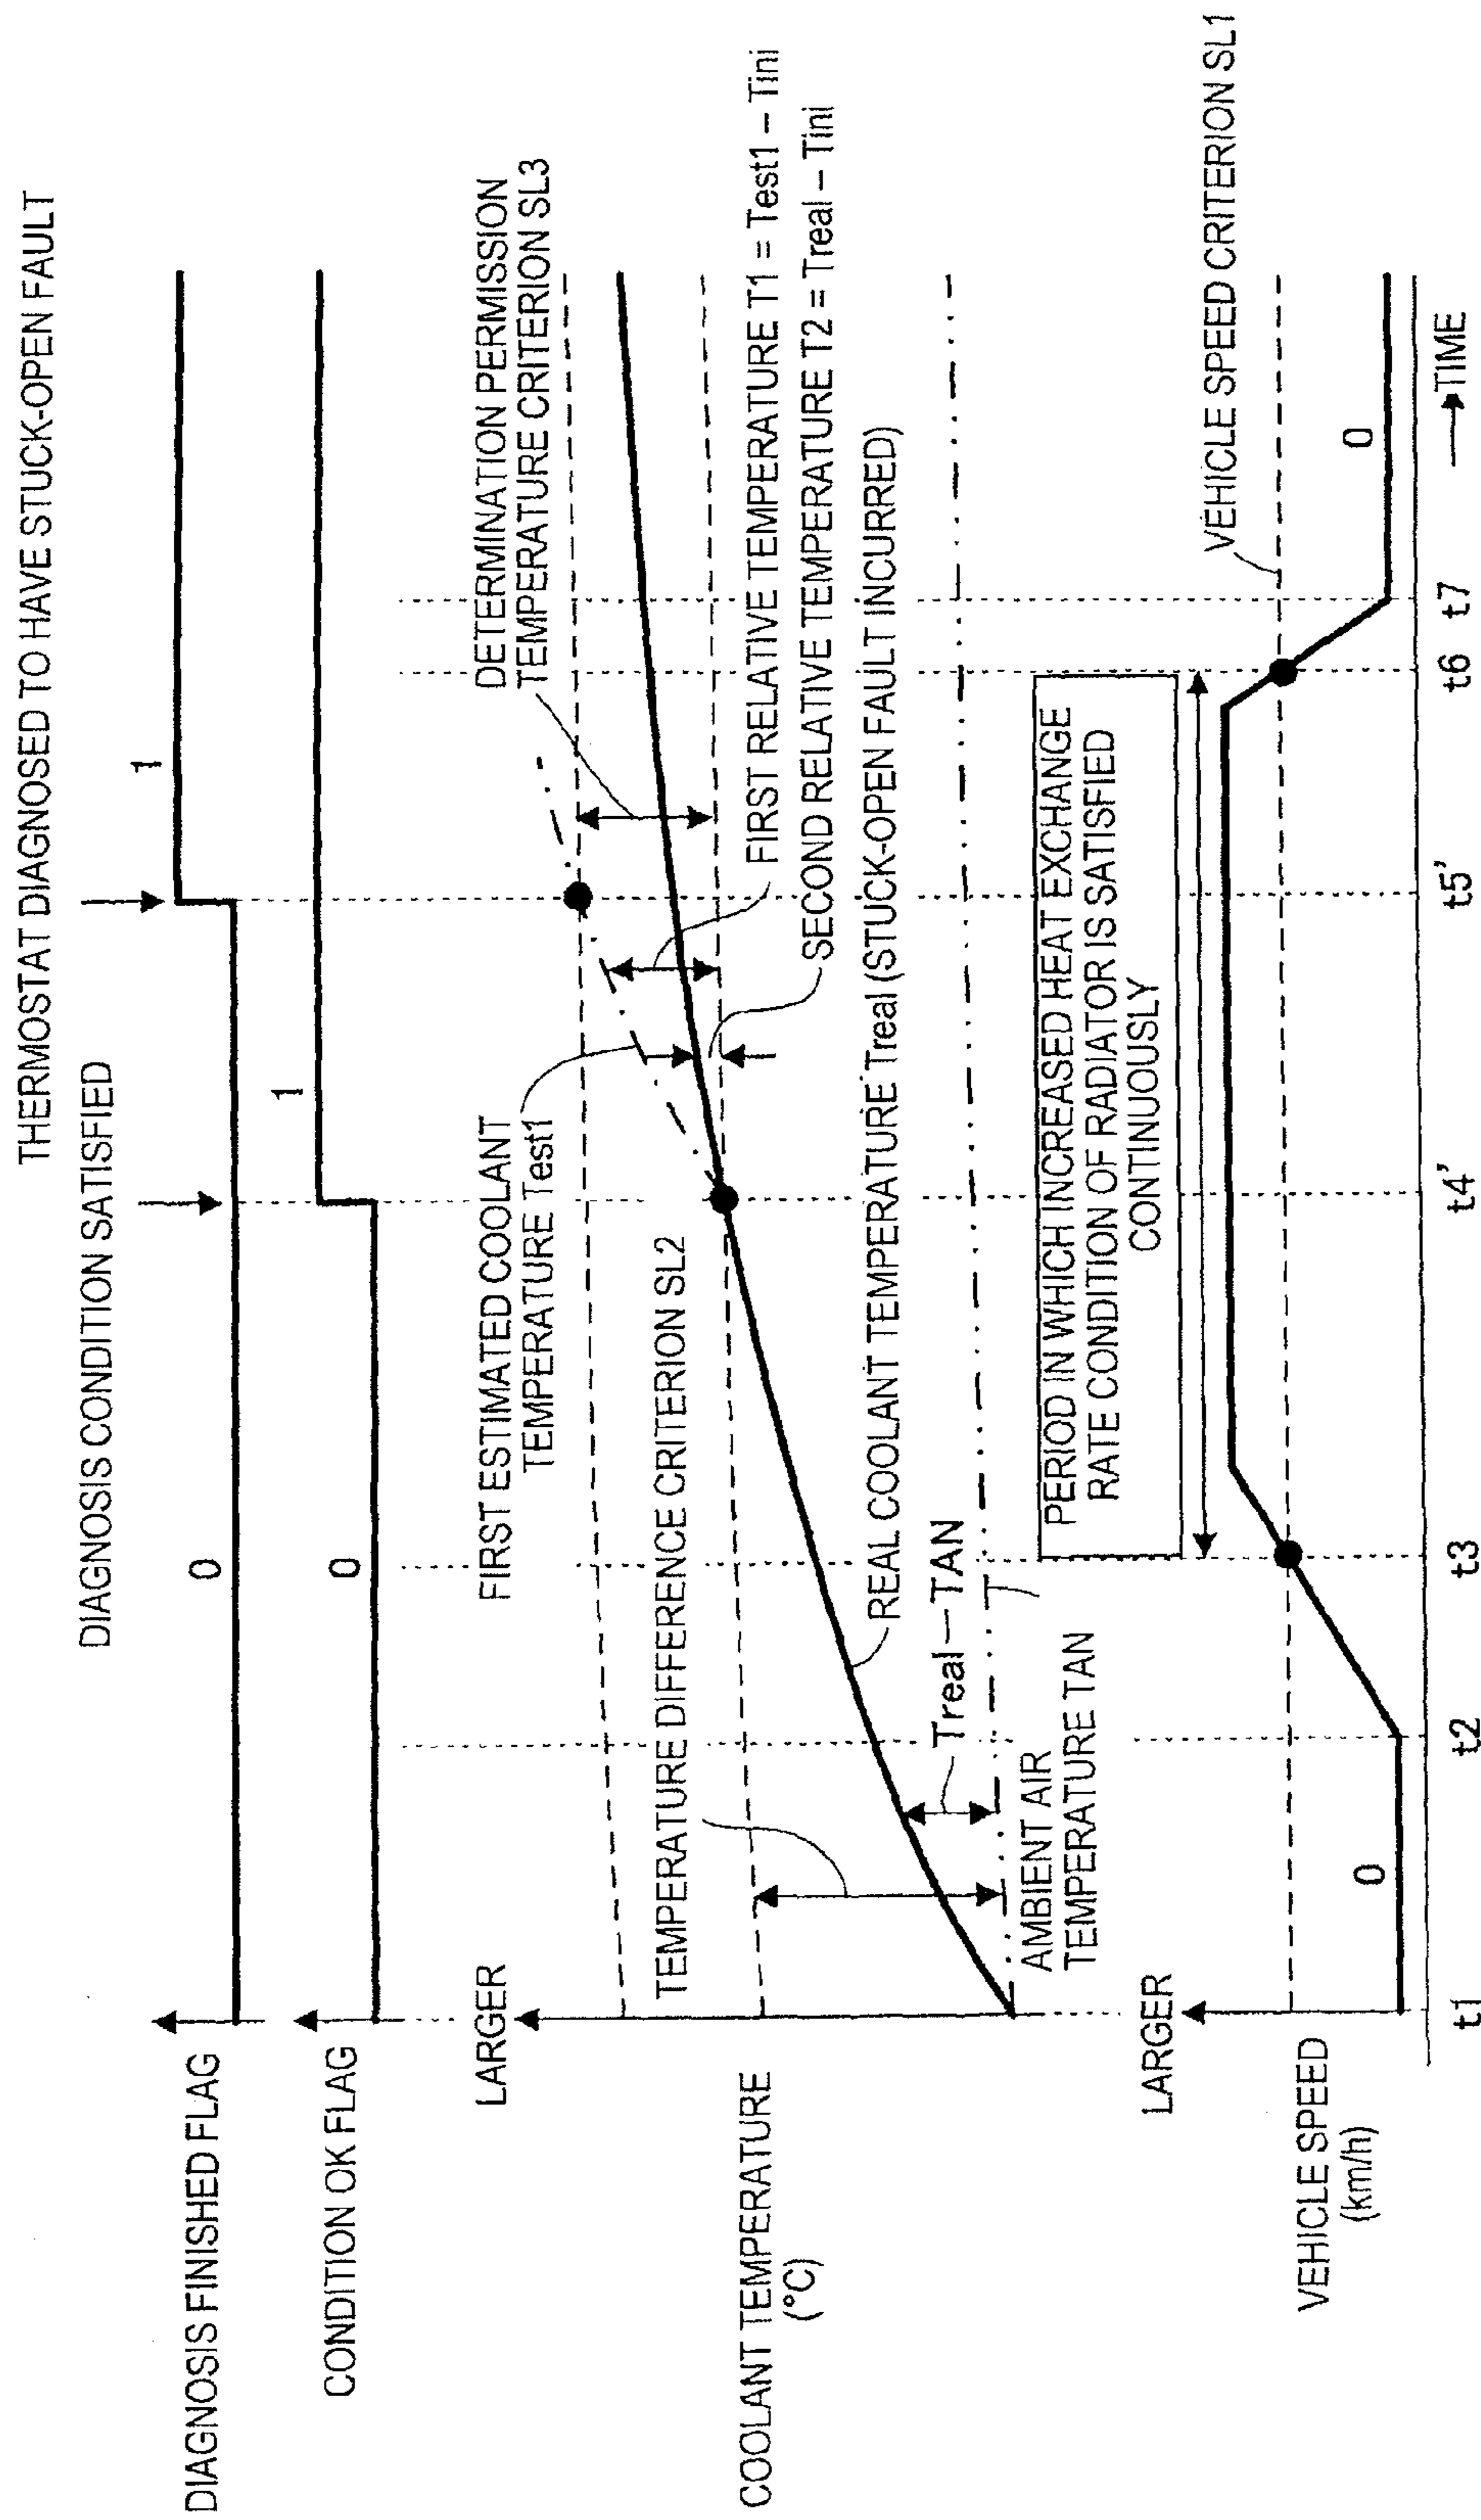 THERMOSTAT DIAGNOSED TO HAVE STUCK-OPEN FAULT
DIAGNOSIS CONDITION SATISFIED
DIAGNOSIS FINISHED FLAG
0
1
CONDITION OK FLAG
0
1
LARGER
COOLANT TEMPERATURE
(°C)
FIRST ESTIMATED COOLANT
TEMPERATURE Test1
DETERMINATION PERMISSION
TEMPERATURE CRITERION SL3
TEMPERATURE DIFFERENCE CRITERION SL2
FIRST RELATIVE TEMPERATURE T1 = Test1 – Tini
SECOND RELATIVE TEMPERATURE T2 = Treal – Tini
REAL COOLANT TEMPERATURE Treal (STUCK-OPEN FAULT INCURRED)
Treal – TAN
AMBIENT AIR
TEMPERATURE TAN
PERIOD IN WHICH INCREASED HEAT EXCHANGE
RATE CONDITION OF RADIATOR IS SATISFIED
CONTINUOUSLY
LARGER
VEHICLE SPEED
(km/h)
VEHICLE SPEED CRITERION SL1
0
0
t1
t2
t3
t4'
t5'
t6
t7
TIME